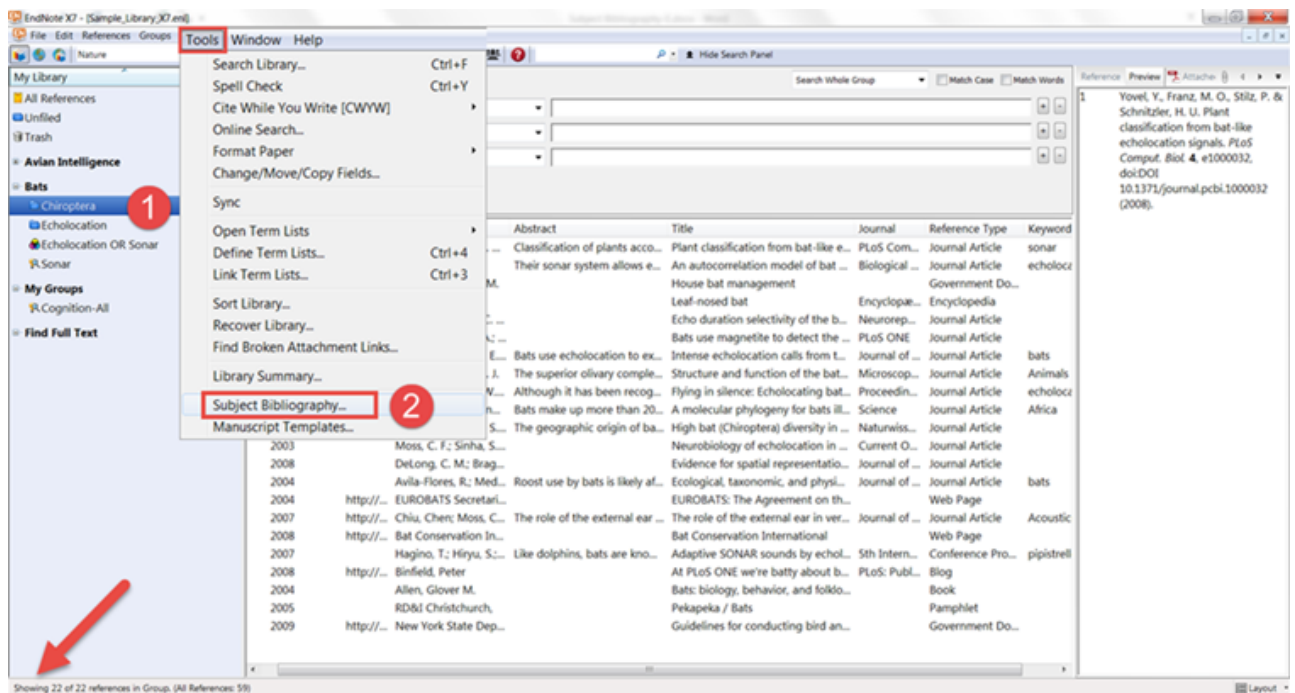 EndNote X7 - [Sample_Library_X7.enl]
File Edit References Groups Tools Window Help
Nature
Hide Search Panel
My Library
All References
Unfiled
Trash
Avian Intelligence
Bats
Chiroptera
1
Echolocation
Echolocation OR Sonar
Sonar
My Groups
Cognition-All
Find Full Text
Search Library... Ctrl+F
Spell Check Ctrl+Y
Cite While You Write [CWYW]
Online Search...
Format Paper
Change/Move/Copy Fields...
Sync
Open Term Lists
Define Term Lists... Ctrl+4
Link Term Lists... Ctrl+3
Sort Library...
Recover Library...
Find Broken Attachment Links...
Library Summary...
Subject Bibliography...
2
Manuscript Templates...
Search Whole Group Match Case Match Words
Abstract Title Journal Reference Type Keyword
... Classification of plants acco... Plant classification from bat-like e... PLoS Com... Journal Article sonar
Their sonar system allows e... An autocorrelation model of bat ... Biological ... Journal Article echoloca
M. House bat management Government Do...
Leaf-nosed bat Encyclopæ... Encyclopedia
... Echo duration selectivity of the b... Neurorep... Journal Article
; ... Bats use magnetite to detect the ... PLoS ONE Journal Article
E... Bats use echolocation to ex... Intense echolocation calls from t... Journal of ... Journal Article bats
J. The superior olivary comple... Structure and function of the bat... Microscop... Journal Article Animals
... Although it has been recog... Flying in silence: Echolocating bat... Proceedin... Journal Article echoloca
n... Bats make up more than 20... A molecular phylogeny for bats ill... Science Journal Article Africa
S... The geographic origin of ba... High bat (Chiroptera) diversity in ... Naturwiss... Journal Article
2003 Moss, C. F.; Sinha, S.... Neurobiology of echolocation in ... Current O... Journal Article
2008 DeLong, C. M.; Brag... Evidence for spatial representatio... Journal of ... Journal Article
2004 Avila-Flores, R.; Med... Roost use by bats is likely af... Ecological, taxonomic, and physi... Journal of ... Journal Article bats
2004 http://... EUROBATS Secretari... EUROBATS: The Agreement on th... Web Page
2007 http://... Chiu, Chen; Moss, C... The role of the external ear ... The role of the external ear in ver... Journal of ... Journal Article Acoustic
2008 http://... Bat Conservation In... Bat Conservation International Web Page
2007 Hagino, T.; Hiryu, S.;... Like dolphins, bats are kno... Adaptive SONAR sounds by echol... 5th Intern... Conference Pro... pipistrell
2008 http://... Binfield, Peter At PLoS ONE we're batty about b... PLoS: Publ... Blog
2004 Allen, Glover M. Bats: biology, behavior, and folklo... Book
2005 RD&I Christchurch, Pekapeka / Bats Pamphlet
2009 http://... New York State Dep... Guidelines for conducting bird an... Government Do...
Reference Preview Attache
1 Yovel, Y., Franz, M. O., Stilz, P. &
Schnitzler, H. U. Plant
classification from bat-like
echolocation signals. PLoS
Comput. Biol. 4, e1000032,
doi:DOI
10.1371/journal.pcbi.1000032
(2008).
Showing 22 of 22 references in Group. (All References: 59)
Layout